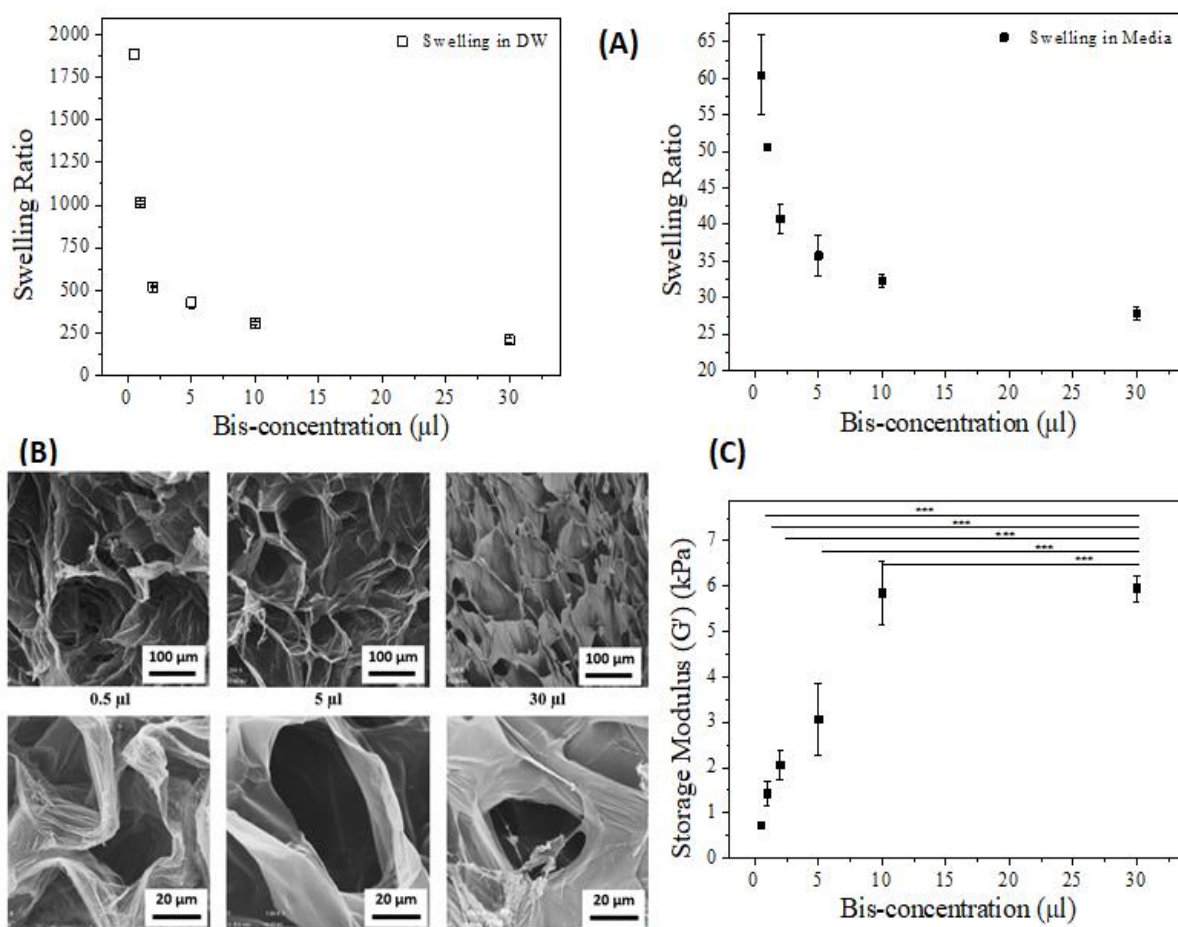 (A)
2000
1750
1500
1250
1000
750
500
250
0
Swelling Ratio
Swelling in DW
0 5 10 15 20 25 30
Bis-concentration (µl)
65
60
55
50
45
40
35
30
25
20
Swelling Ratio
Swelling in Media
0 5 10 15 20 25 30
Bis-concentration (µl)
(B)
100 µm 100 µm 100 µm
0.5 µl 5 µl 30 µl
20 µm 20 µm 20 µm
(C)
***
***
***
***
***
7
6
5
4
3
2
1
0
Storage Modulus (G') (kPa)
0 5 10 15 20 25 30
Bis-concentration (µl)